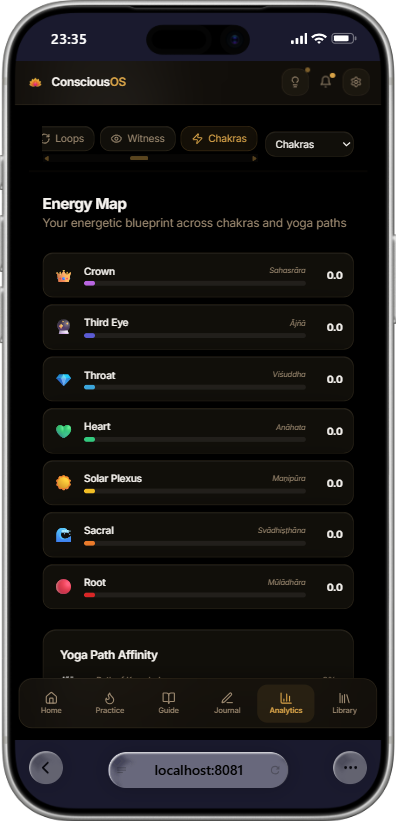 23:35
ConsciousOS
Loops
Witness
Chakras
Chakras
Energy Map
Your energetic blueprint across chakras and yoga paths
Crown
Sahasrāra
0.0
Third Eye
Ājñā
0.0
Throat
Viśuddha
0.0
Heart
Anāhata
0.0
Solar Plexus
Maṇipūra
0.0
Sacral
Svādhiṣṭhāna
0.0
Root
Mūlādhāra
0.0
Yoga Path Affinity
Home
Practice
Guide
Journal
Analytics
Library
localhost:8081